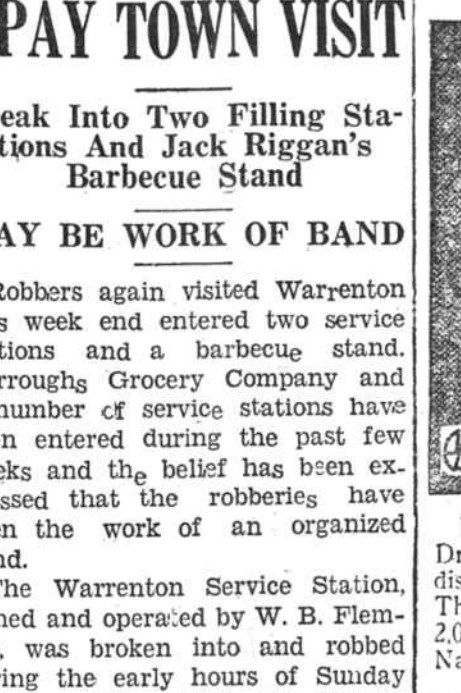 PAY TOWN VISIT
eak Into Two Filling Sta-
tions And Jack Riggan's
Barbecue Stand
AY BE WORK OF BAND
Robbers again visited Warrenton
s week end entered two service
tions and a barbecue stand.
rroughs Grocery Company and
number of service stations have
n entered during the past few
eks and the belief has been ex-
ssed that the robberies have
en the work of an organized
nd.
The Warrenton Service Station,
ned and operated by W. B. Flem-
, was broken into and robbed
ring the early hours of Sunday
Dr
dis
Th
2,0
Na